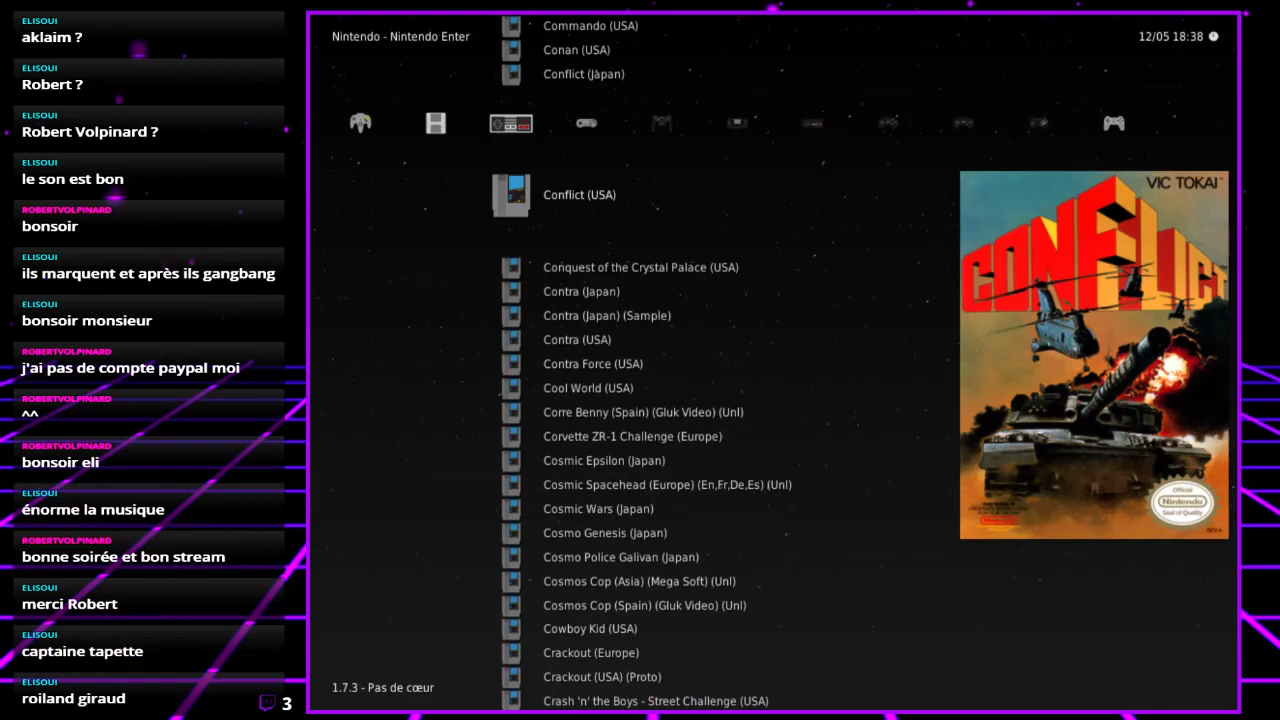 ELISOUI
aklaim ?
ELISOUI
Robert ?
ELISOUI
Robert Volpinard ?
ELISOUI
le son est bon
ROBERTVOLPINARD
bonsoir
ELISOUI
ils marquent et après ils gangbang
ELISOUI
bonsoir monsieur
ROBERTVOLPINARD
j'ai pas de compte paypal moi
ROBERTVOLPINARD
^^
ROBERTVOLPINARD
bonsoir eli
ELISOUI
énorme la musique
ROBERTVOLPINARD
bonne soirée et bon stream
ELISOUI
merci Robert
ELISOUI
captaine tapette
ELISOUI
roiland giraud
3
Nintendo - Nintendo Enter
12/05 18:38
Commando (USA)
Conan (USA)
Conflict (Japan)
Conflict (USA)
Conquest of the Crystal Palace (USA)
Contra (Japan)
Contra (Japan) (Sample)
Contra (USA)
Contra Force (USA)
Cool World (USA)
Corre Benny (Spain) (Gluk Video) (Unl)
Corvette ZR-1 Challenge (Europe)
Cosmic Epsilon (Japan)
Cosmic Spacehead (Europe) (En,Fr,De,Es) (Unl)
Cosmic Wars (Japan)
Cosmo Genesis (Japan)
Cosmo Police Galivan (Japan)
Cosmos Cop (Asia) (Mega Soft) (Unl)
Cosmos Cop (Spain) (Gluk Video) (Unl)
Cowboy Kid (USA)
Crackout (Europe)
Crackout (USA) (Proto)
Crash 'n' the Boys - Street Challenge (USA)
1.7.3 - Pas de cœur
VIC TOKAI™
CONFLICT
Official
Nintendo
Seal of Quality